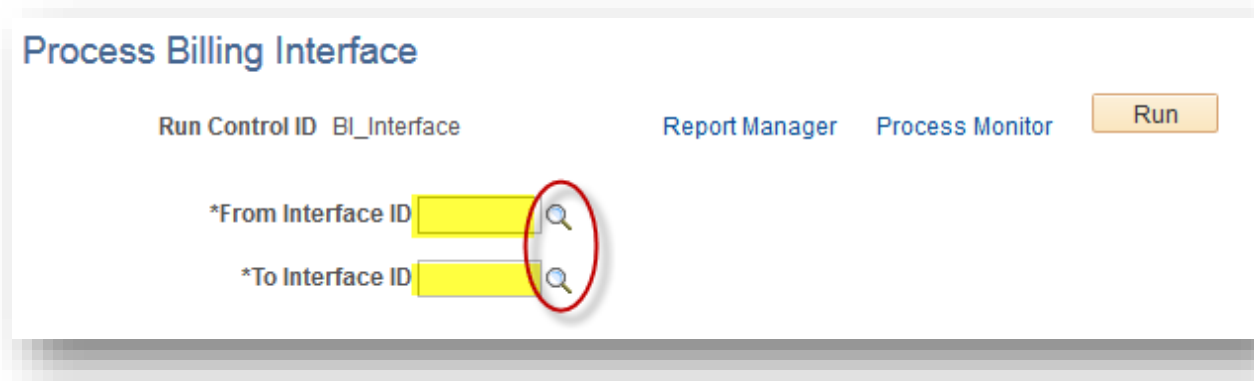 Process Billing Interface
Run Control ID BI_Interface Report Manager Process Monitor Run
*From Interface ID
*To Interface ID